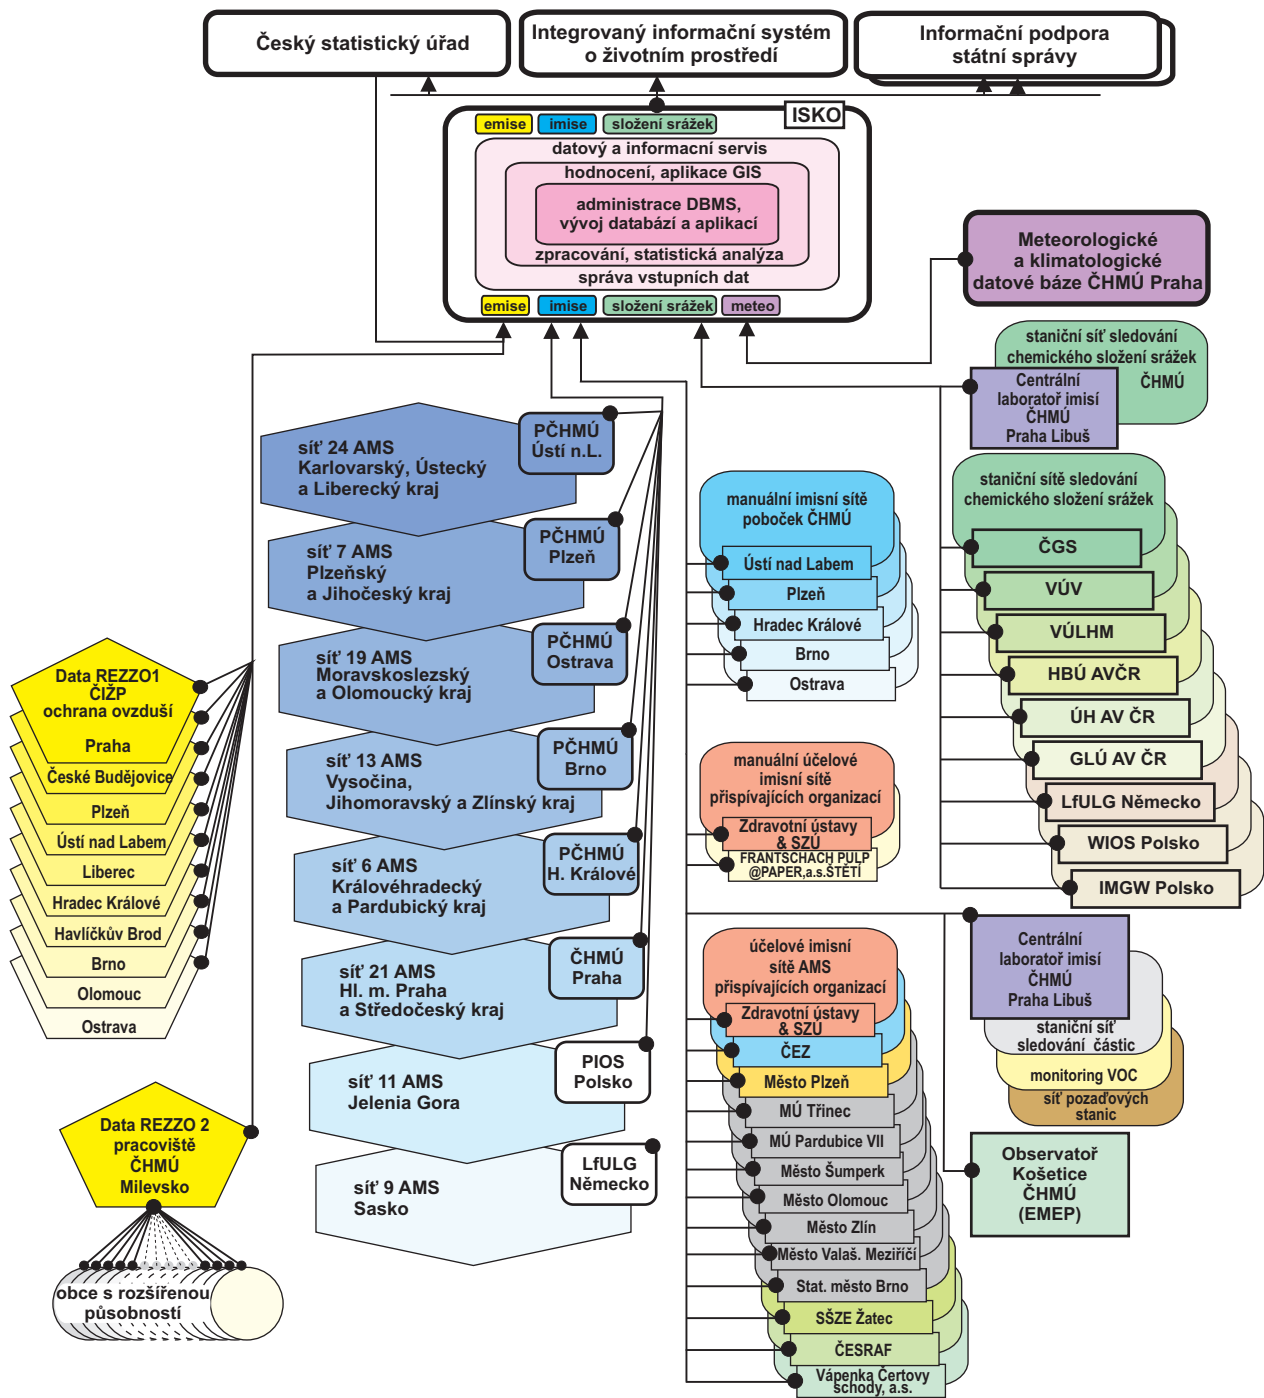 Český statistický úřad
Integrovaný informační systém
o životním prostředí
Informační podpora
státní správy
ISKO
emise
imise
složení srážek
datový a informacní servis
hodnocení, aplikace GIS
administrace DBMS,
vývoj databází a aplikací
zpracování, statistická analýza
správa vstupních dat
emise
imise
složení srážek
meteo
Meteorologické
a klimatologické
datové báze ČHMÚ Praha
staniční síť sledování
chemického složení srážek
ČHMÚ
Centrální
laboratoř imisí
ČHMÚ
Praha Libuš
síť 24 AMS
Karlovarský, Ústecký
a Liberecký kraj
PČHMÚ
Ústí n.L.
síť 7 AMS
Plzeňský
a Jihočeský kraj
PČHMÚ
Plzeň
síť 19 AMS
Moravskoslezský
a Olomoucký kraj
PČHMÚ
Ostrava
síť 13 AMS
Vysočina,
Jihomoravský a Zlínský kraj
PČHMÚ
Brno
síť 6 AMS
Královéhradecký
a Pardubický kraj
PČHMÚ
H. Králové
síť 21 AMS
Hl. m. Praha
a Středočeský kraj
ČHMÚ
Praha
síť 11 AMS
Jelenia Gora
PIOS
Polsko
síť 9 AMS
Sasko
LfULG
Německo
Data REZZO1
ČIŽP
ochrana ovzduší
Praha
České Budějovice
Plzeň
Ústí nad Labem
Liberec
Hradec Králové
Havlíčkův Brod
Brno
Olomouc
Ostrava
Data REZZO 2
pracoviště
ČHMÚ
Milevsko
obce s rozšířenou
působností
manuální imisní sítě
poboček ČHMÚ
Ústí nad Labem
Plzeň
Hradec Králové
Brno
Ostrava
manuální účelové
imisní sítě
přispívajících organizací
Zdravotní ústavy
& SZÚ
FRANTSCHACH PULP
@PAPER,a.s.ŠTĚTÍ
účelové imisní
sítě AMS
přispívajících organizací
Zdravotní ústavy
& SZÚ
ČEZ
Město Plzeň
MÚ Třinec
MÚ Pardubice VII
Město Šumperk
Město Olomouc
Město Zlín
Město Valaš. Meziříčí
Stat. město Brno
SŠZE Žatec
ČESRAF
Vápenka Čertovy
schody, a.s.
staniční sítě sledování
chemického složení srážek
ČGS
VÚV
VÚLHM
HBÚ AVČR
ÚH AV ČR
GLÚ AV ČR
LfULG Německo
WIOS Polsko
IMGW Polsko
Centrální
laboratoř imisí
ČHMÚ
Praha Libuš
staniční síť
sledování částic
monitoring VOC
síť pozaďových
stanic
Observatoř
Košetice
ČHMÚ
(EMEP)